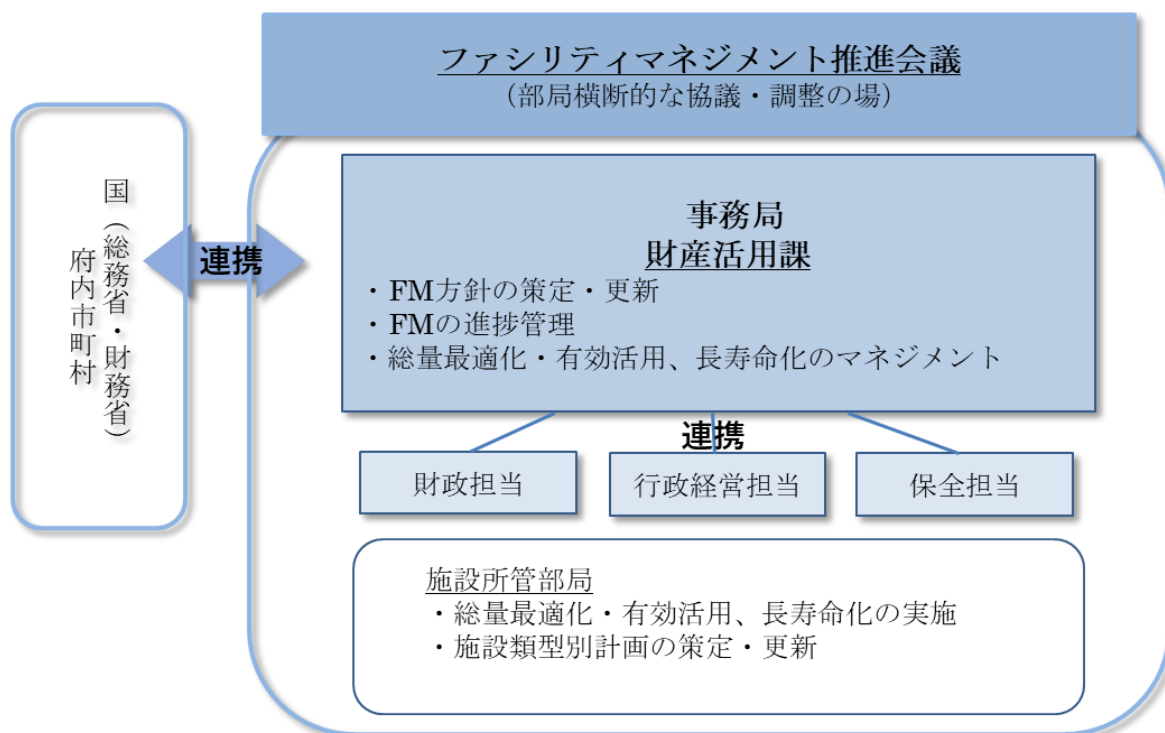 ファシリティマネジメント推進会議
（部局横断的な協議・調整の場）
国（総務省・財務省）
府内市町村
連携
事務局
財産活用課
・FM方針の策定・更新
・FMの進捗管理
・総量最適化・有効活用、長寿命化のマネジメント
連携
財政担当
行政経営担当
保全担当
施設所管部局
・総量最適化・有効活用、長寿命化の実施
・施設類型別計画の策定・更新